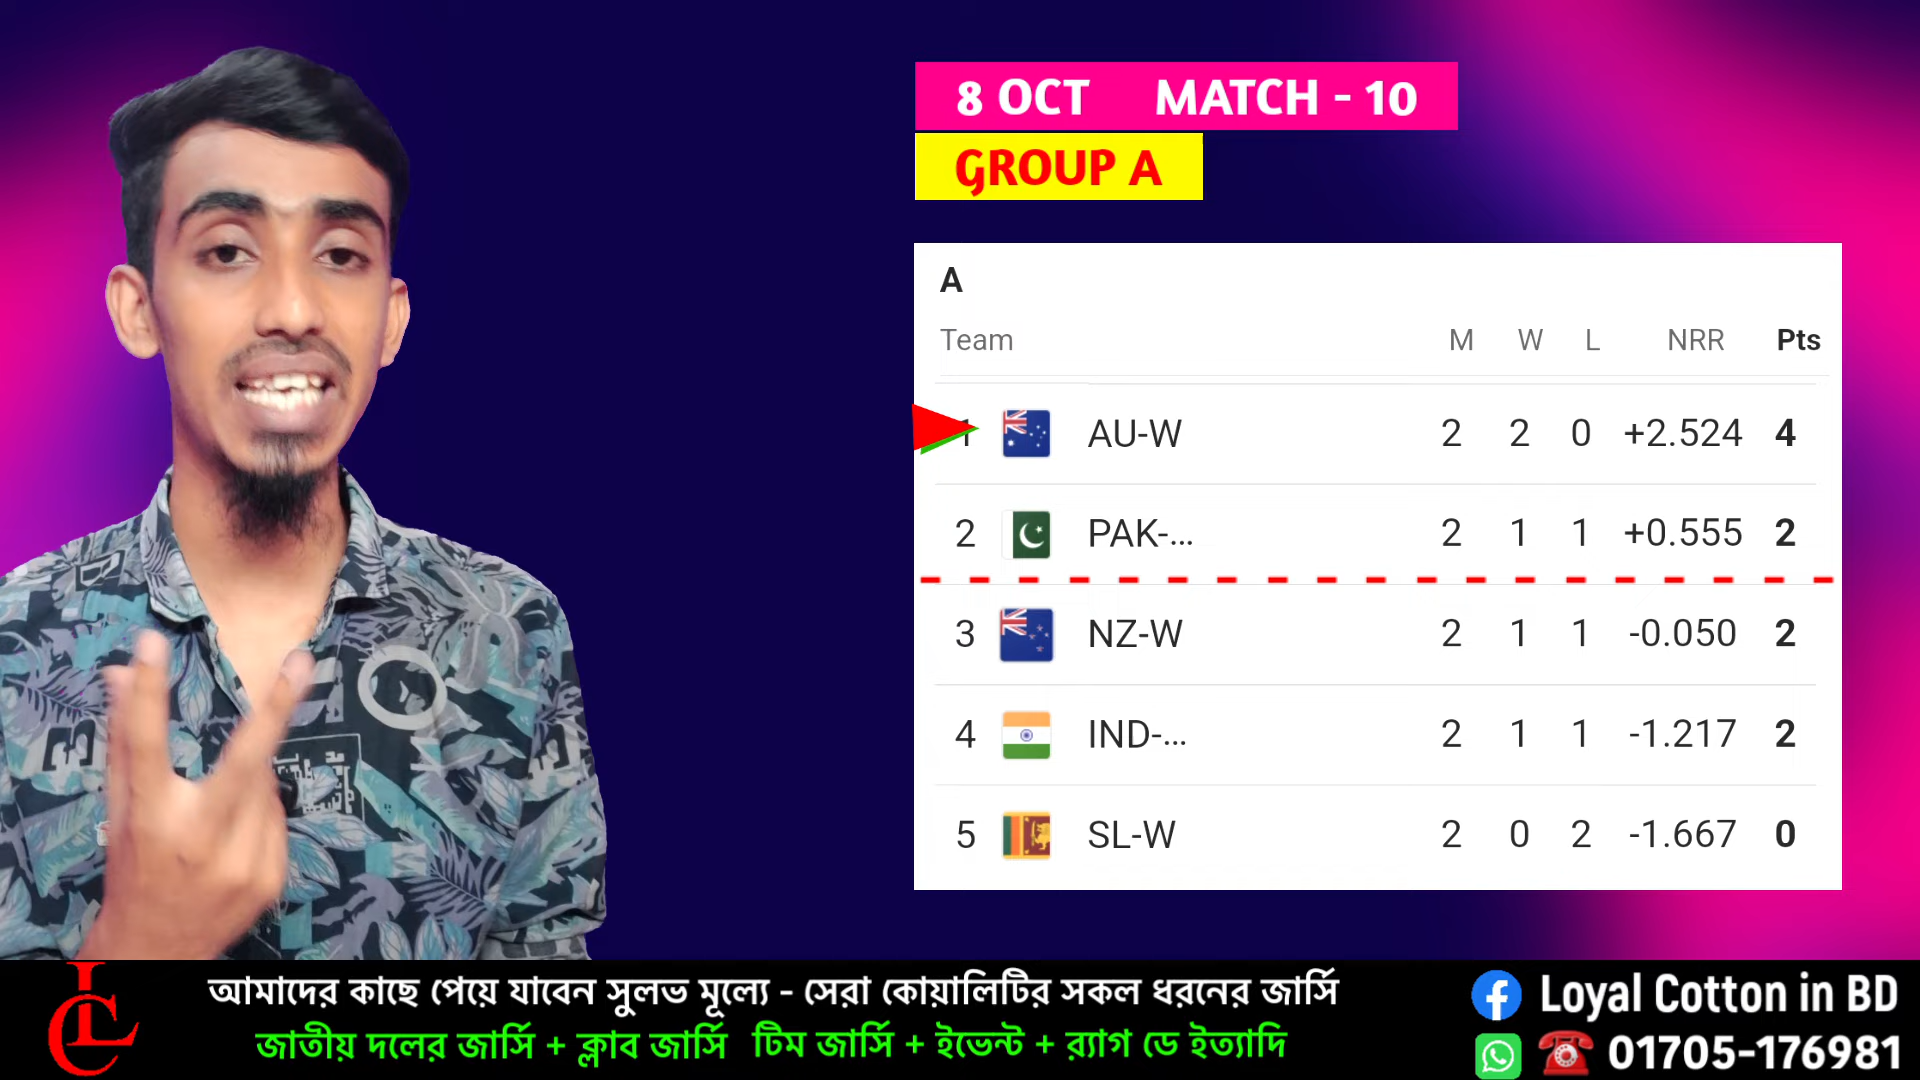 8 OCT MATCH - 10
GROUP A
A
Team M W L NRR Pts
1 AU-W 2 2 0 +2.524 4
2 PAK-... 2 1 1 +0.555 2
3 NZ-W 2 1 1 -0.050 2
4 IND-... 2 1 1 -1.217 2
5 SL-W 2 0 2 -1.667 0
LC
আমাদের কাছে পেয়ে যাবেন সুলভ মূল্যে - সেরা কোয়ালিটির সকল ধরনের জার্সি
জাতীয় দলের জার্সি + ক্লাব জার্সি টিম জার্সি + ইভেন্ট + র‍্যাগ ডে ইত্যাদি
Loyal Cotton in BD
01705-176981